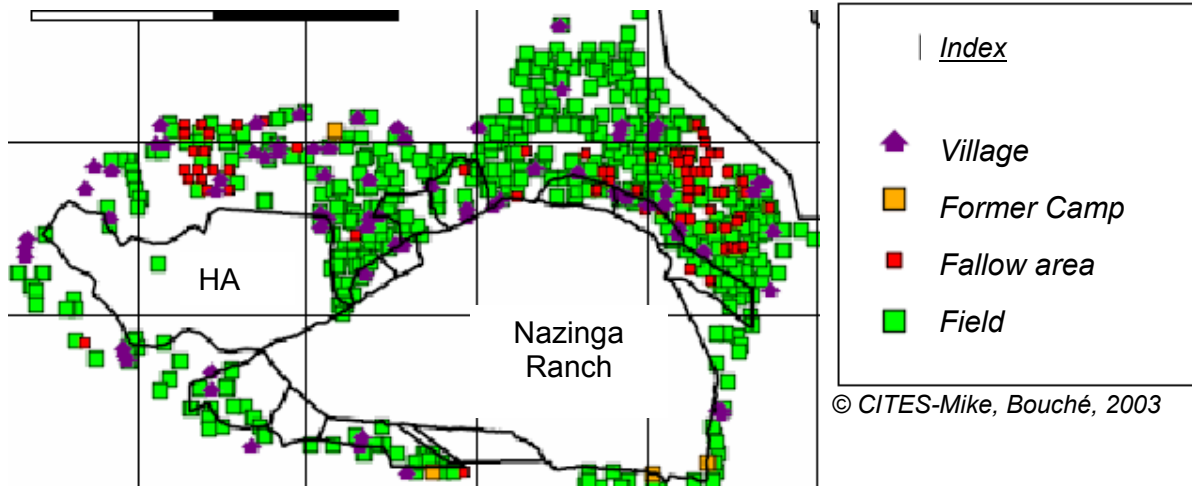 HA
Nazinga
Ranch
Index
Village
Former Camp
Fallow area
Field
© CITES-Mike, Bouché, 2003